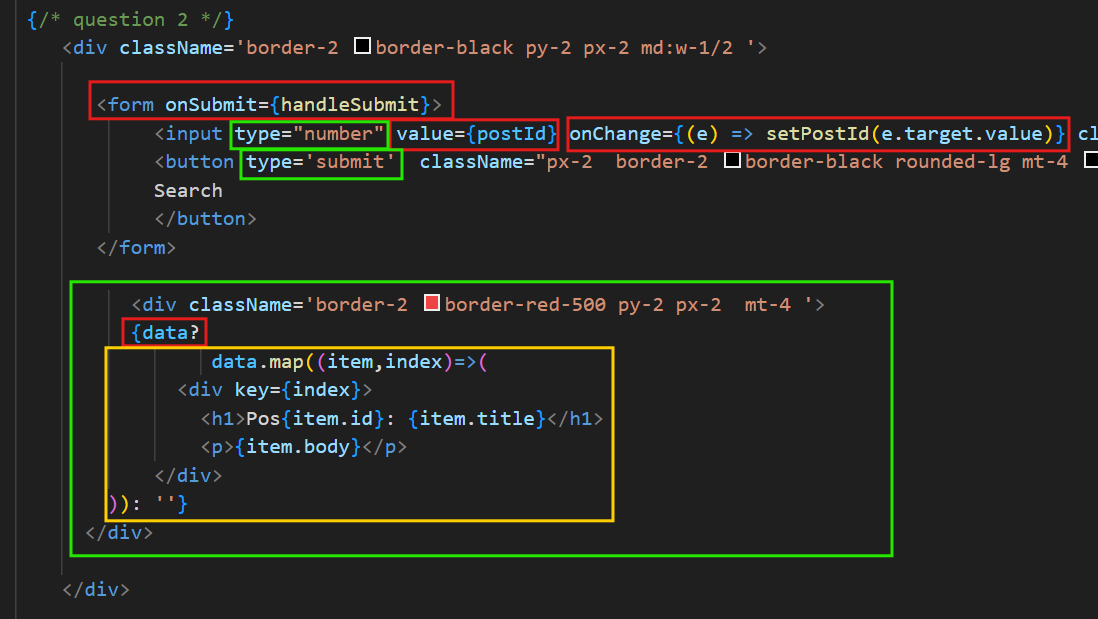 {/* question 2 */}
<div className='border-2 border-black py-2 px-2 md:w-1/2 '>
<form onSubmit={handleSubmit}>
<input type="number" value={postId} onChange={(e) => setPostId(e.target.value)} cl
<button type='submit' className="px-2  border-2 border-black rounded-lg mt-4
Search
</button>
</form>
<div className='border-2 border-red-500 py-2 px-2  mt-4 '>
{data?
data.map((item,index)=>(
<div key={index}>
<h1>Pos{item.id}: {item.title}</h1>
<p>{item.body}</p>
</div>
)): ''}
</div>
</div>